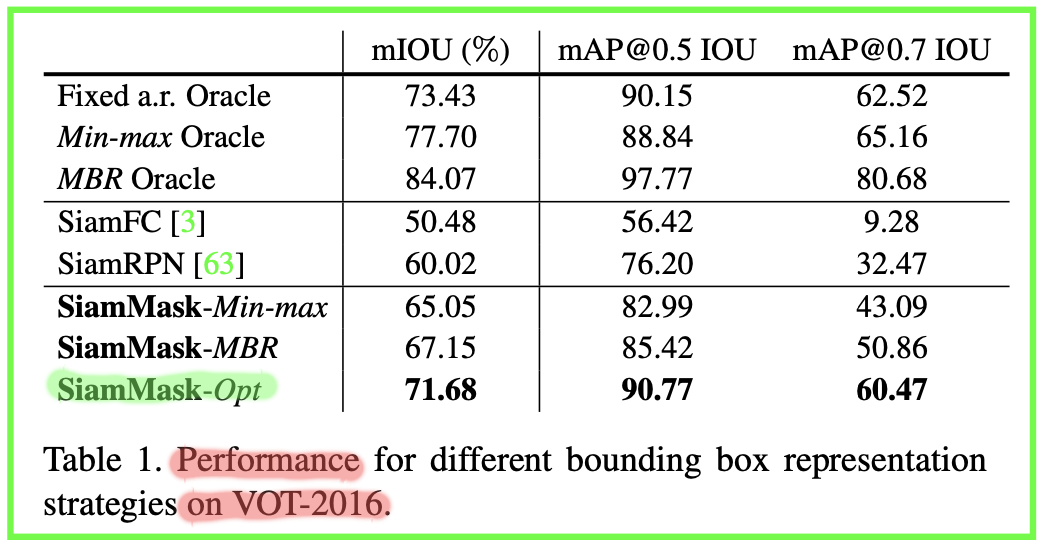 mIOU (%) mAP@0.5 IOU mAP@0.7 IOU
Fixed a.r. Oracle 73.43 90.15 62.52
Min-max Oracle 77.70 88.84 65.16
MBR Oracle 84.07 97.77 80.68
SiamFC [3] 50.48 56.42 9.28
SiamRPN [63] 60.02 76.20 32.47
SiamMask-Min-max 65.05 82.99 43.09
SiamMask-MBR 67.15 85.42 50.86
SiamMask-Opt 71.68 90.77 60.47
Table 1. Performance for different bounding box representation
strategies on VOT-2016.